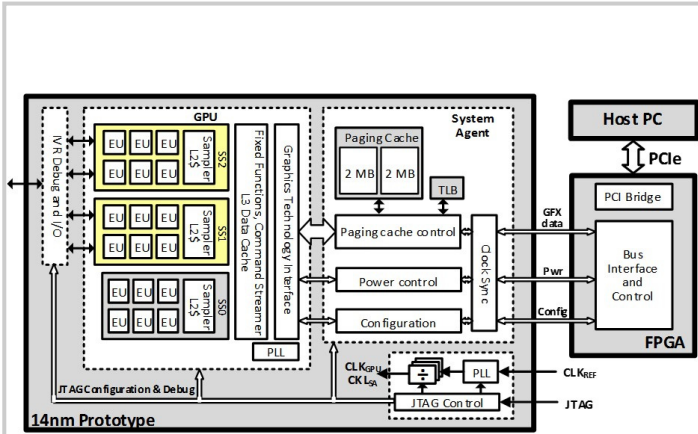 GPU
System
Agent
Host PC
PCIe
IVR Debug and I/O
EU EU EU
EU EU EU
Sampler
L2$
SS2
EU EU EU
EU EU EU
Sampler
L2$
SS1
EU EU EU
EU EU EU
Sampler
L2$
SS0
Fixed Functions, Command Streamer
L3 Data Cache
Graphics Technology Interface
PLL
Paging Cache
2 MB 2 MB
TLB
Paging cache control
Power control
Configuration
Clock Sync
GFX
data
Pwr
Config
PCI Bridge
Bus
Interface
and
Control
FPGA
JTAG Configuration & Debug
CLKGPU
CKLSA
÷
PLL
CLKREF
JTAG Control
JTAG
14nm Prototype